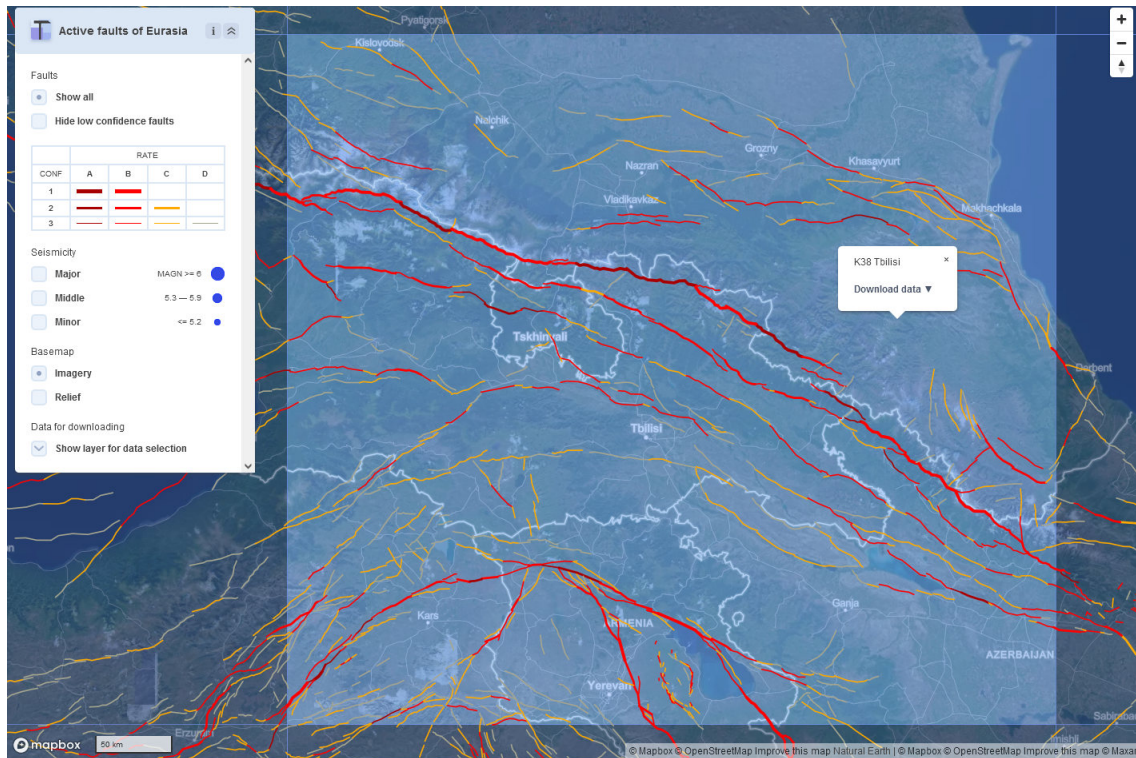 Active faults of Eurasia
i
Faults
Show all
Hide low confidence faults
RATE
CONF A B C D
1
2
3
Seismicity
Major MAGN >= 6
Middle 5.3 — 5.9
Minor <= 5.2
Basemap
Imagery
Relief
Data for downloading
Show layer for data selection
Pyatigorsk
Kislovodsk
Nalchik
Nazran
Grozny
Khasavyurt
Vladikavkaz
Makhachkala
K38 Tbilisi ×
Download data ▼
Tskhinvali
Derbent
Tbilisi
Ganja
Kars
ARMENIA
AZERBAIJAN
Yerevan
Erzurum
Imishli
mapbox
50 km
© Mapbox © OpenStreetMap Improve this map Natural Earth | © Mapbox © OpenStreetMap Improve this map © Maxar
+
−